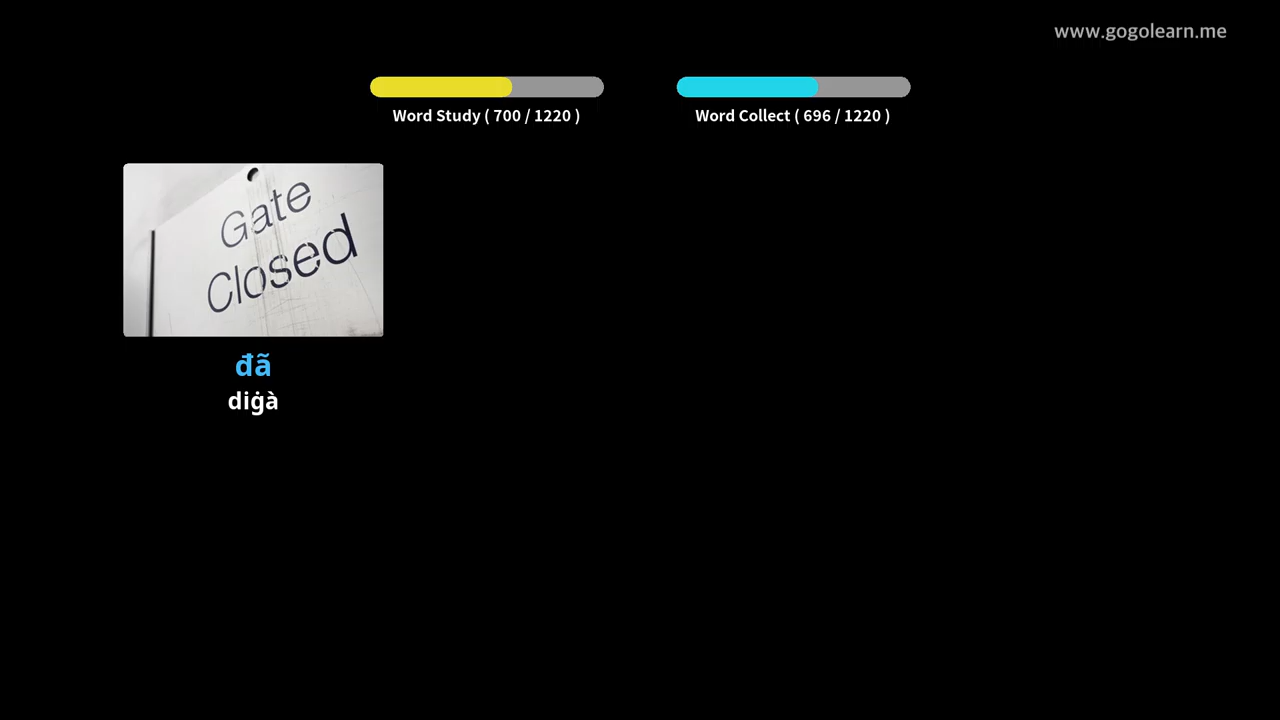 www.gogolearn.me
Word Study ( 700 / 1220 )
Word Collect ( 696 / 1220 )
Gate
Closed
đã
diġà